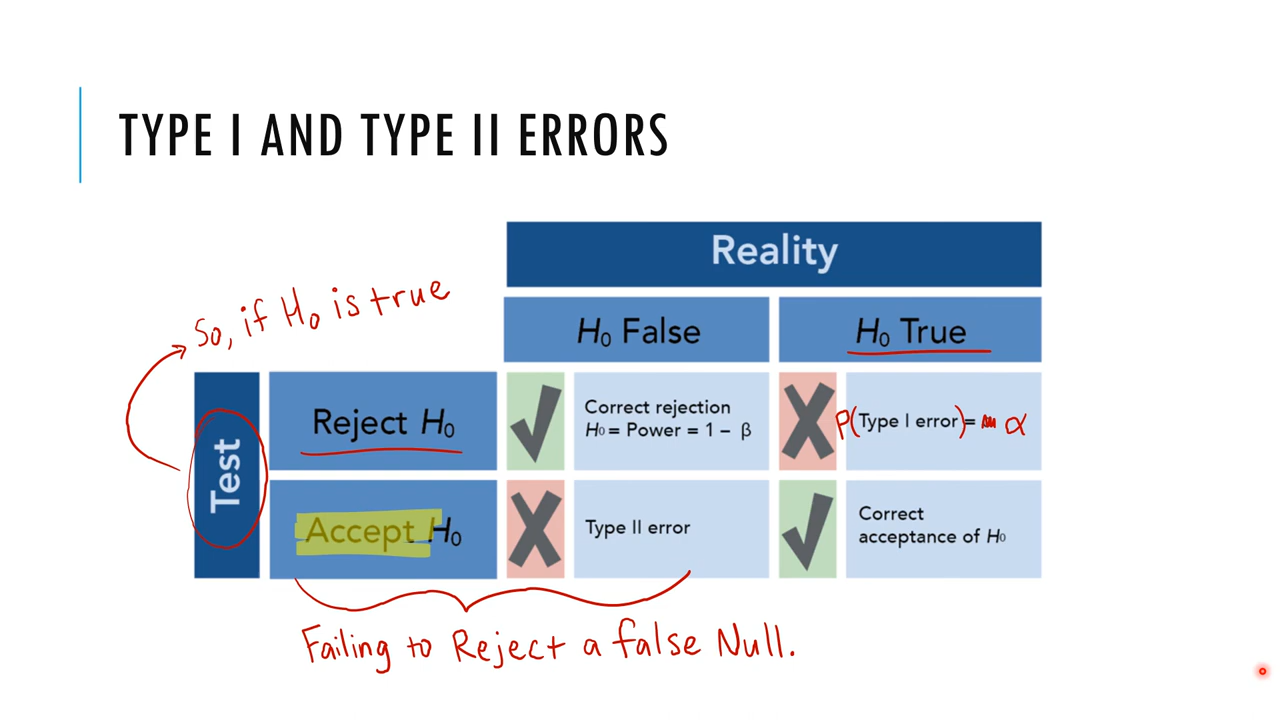 TYPE I AND TYPE II ERRORS
Reality
So, if H₀ is true
H₀ False
H₀ True
Test
Reject H₀
Correct rejection
H₀ = Power = 1 – β
P(Type I error) = α
Accept H₀
Type II error
Correct
acceptance of H₀
Failing to Reject a false Null.